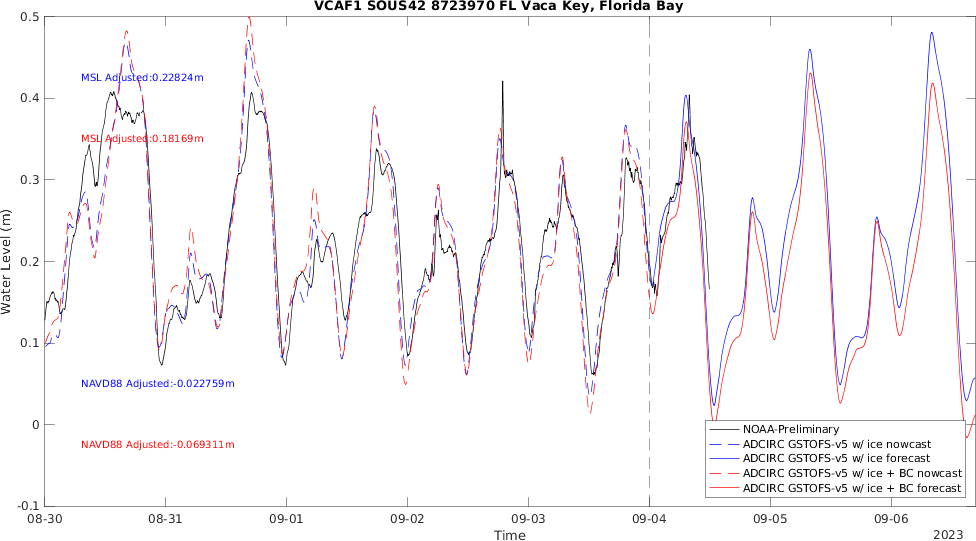 VCAF1 SOUS42 8723970 FL Vaca Key, Florida Bay
0.5
MSL Adjusted:0.22824m
0.4
MSL Adjusted:0.18169m
0.3
Water Level (m)
0.2
0.1
NAVD88 Adjusted:-0.022759m
0
NAVD88 Adjusted:-0.069311m
NOAA-Preliminary
ADCIRC GSTOFS-v5 w/ ice nowcast
ADCIRC GSTOFS-v5 w/ ice forecast
ADCIRC GSTOFS-v5 w/ ice + BC nowcast
ADCIRC GSTOFS-v5 w/ ice + BC forecast
-0.1
08-30 08-31 09-01 09-02 09-03 09-04 09-05 09-06
Time
2023